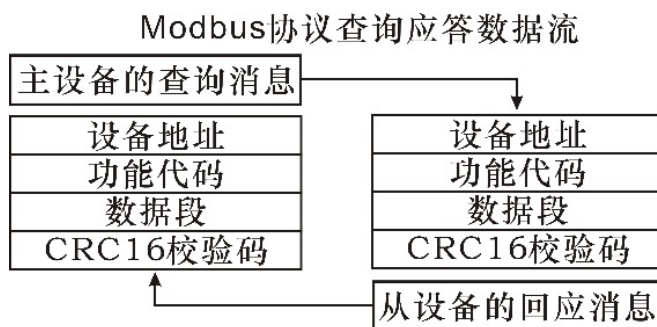 Modbus协议查询应答数据流
主设备的查询消息
设备地址
功能代码
数据段
CRC16校验码
设备地址
功能代码
数据段
CRC16校验码
从设备的回应消息